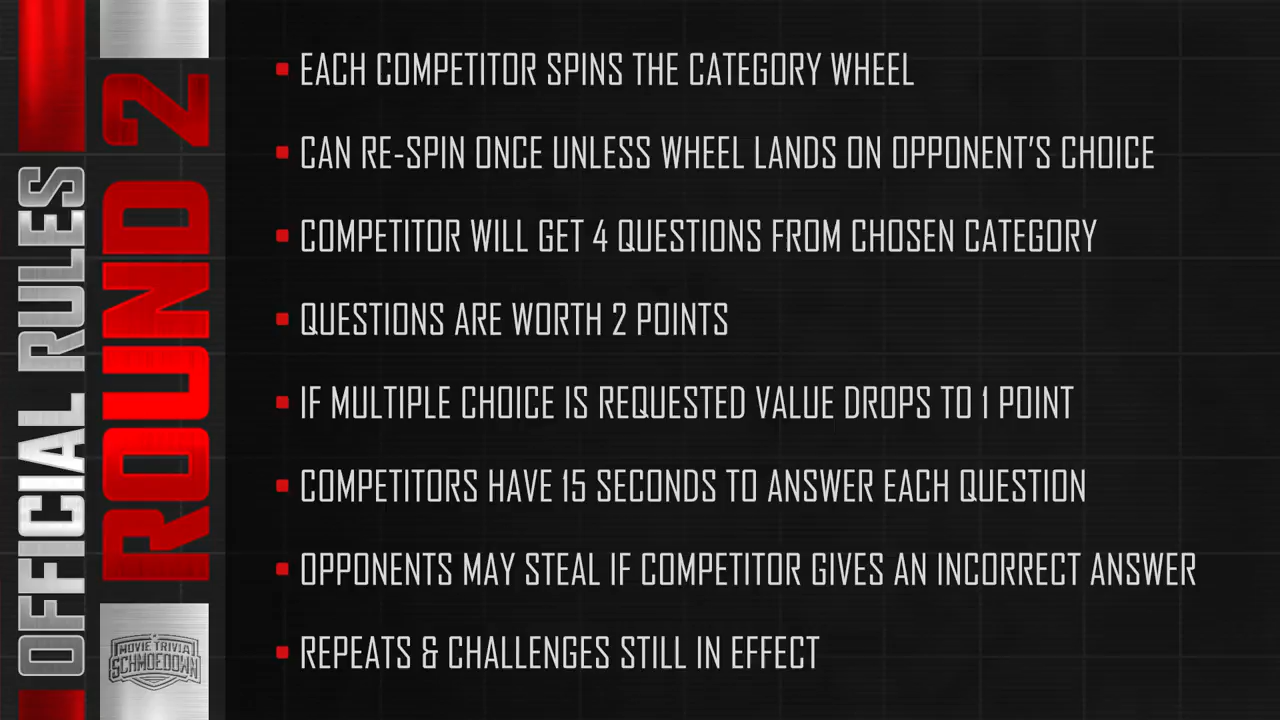 OFFICIAL RULES
ROUND 2
MOVIE TRIVIA
SCHMOEDOWN
EACH COMPETITOR SPINS THE CATEGORY WHEEL
CAN RE-SPIN ONCE UNLESS WHEEL LANDS ON OPPONENT'S CHOICE
COMPETITOR WILL GET 4 QUESTIONS FROM CHOSEN CATEGORY
QUESTIONS ARE WORTH 2 POINTS
IF MULTIPLE CHOICE IS REQUESTED VALUE DROPS TO 1 POINT
COMPETITORS HAVE 15 SECONDS TO ANSWER EACH QUESTION
OPPONENTS MAY STEAL IF COMPETITOR GIVES AN INCORRECT ANSWER
REPEATS & CHALLENGES STILL IN EFFECT